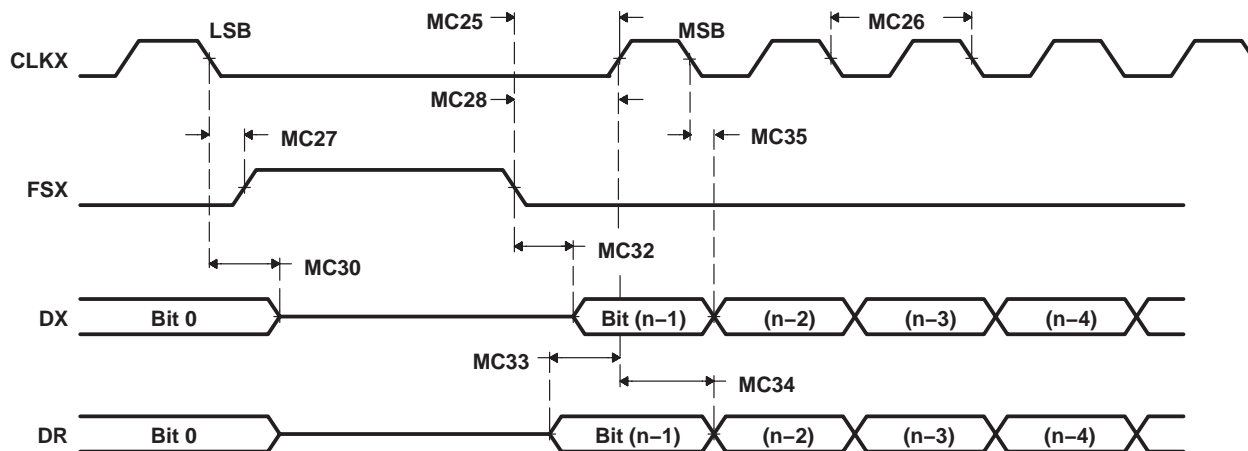 MC25
LSB
MSB
MC26
CLKX
MC28
MC27
MC35
FSX
MC32
MC30
DX
Bit 0
Bit (n−1)
(n−2)
(n−3)
(n−4)
MC33
MC34
DR
Bit 0
Bit (n−1)
(n−2)
(n−3)
(n−4)